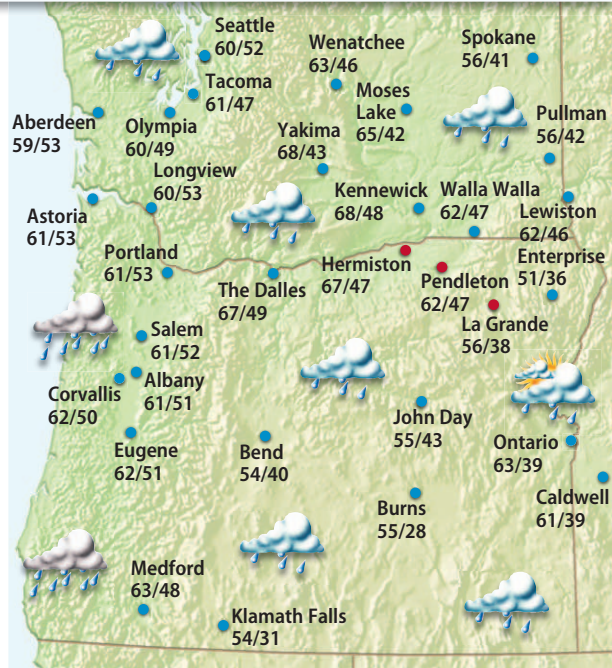 Seattle
60/52
Wenatchee
63/46
Spokane
56/41
Tacoma
61/47
Moses
Lake
65/42
Aberdeen
59/53
Olympia
60/49
Yakima
68/43
Pullman
56/42
Longview
60/53
Kennewick
68/48
Walla Walla
62/47
Lewiston
62/46
Astoria
61/53
Portland
61/53
The Dalles
67/49
Hermiston
67/47
Pendleton
62/47
Enterprise
51/36
La Grande
56/38
Salem
61/52
Corvallis
62/50
Albany
61/51
John Day
55/43
Eugene
62/51
Bend
54/40
Ontario
63/39
Caldwell
61/39
Burns
55/28
Medford
63/48
Klamath Falls
54/31